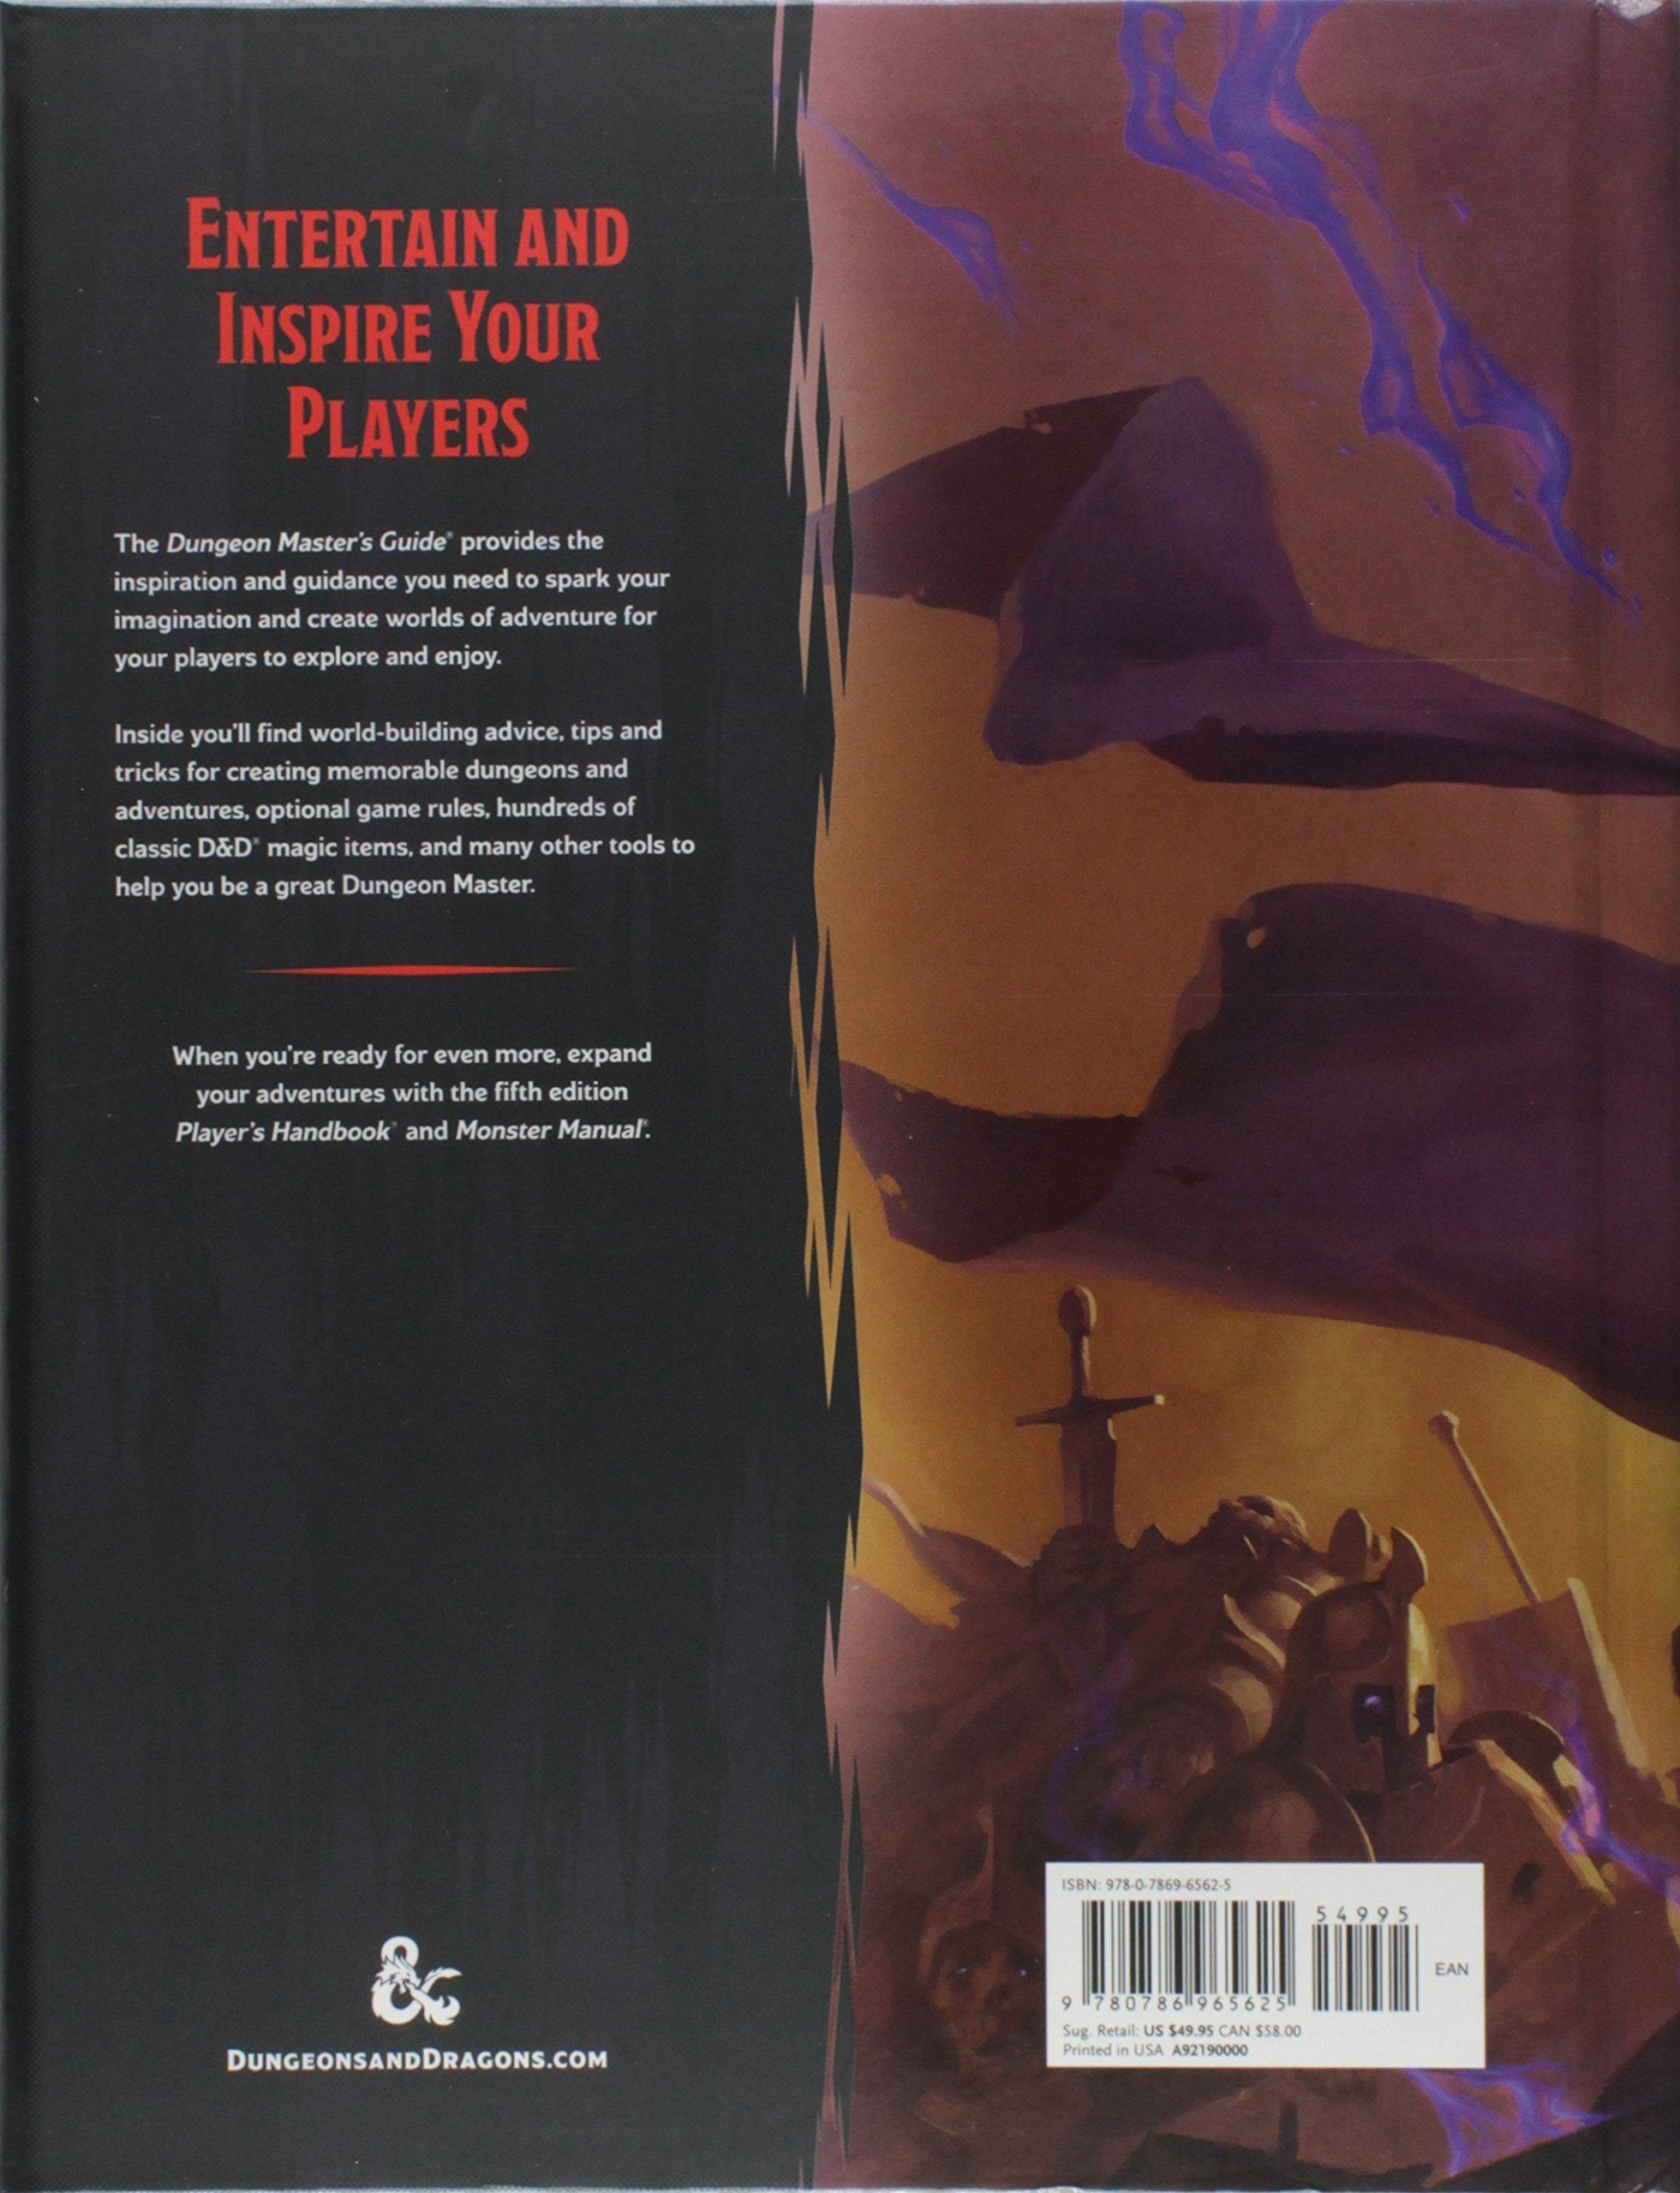 ENTERTAIN AND
INSPIRE YOUR
PLAYERS
The Dungeon Master's Guide® provides the
inspiration and guidance you need to spark your
imagination and create worlds of adventure for
your players to explore and enjoy.
Inside you'll find world-building advice, tips and
tricks for creating memorable dungeons and
adventures, optional game rules, hundreds of
classic D&D® magic items, and many other tools to
help you be a great Dungeon Master.
When you're ready for even more, expand
your adventures with the fifth edition
Player's Handbook® and Monster Manual®.
DUNGEONSANDDRAGONS.COM
ISBN: 978-0-7869-6562-5
54995
EAN
9 780786 965625
Sug. Retail: US $49.95 CAN $58.00
Printed in USA A92190000